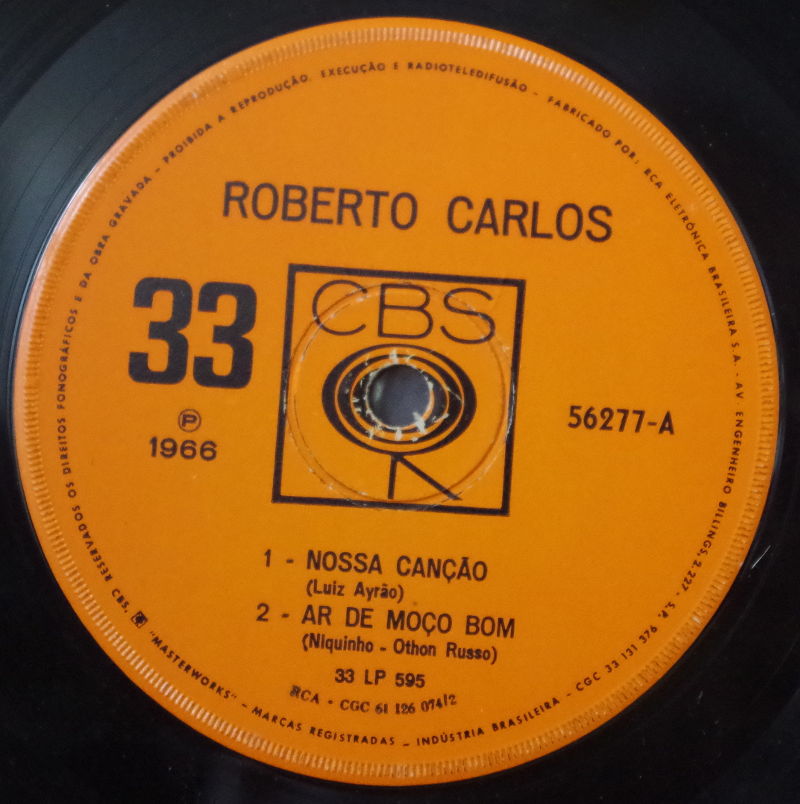 RESERVADOS OS DIREITOS FONOGRÁFICOS E DA OBRA GRAVADA - PROIBIDA A REPRODUÇÃO, EXECUÇÃO E RADIOTELEDIFUSÃO - FABRICADO POR: RCA ELETRÔNICA BRASILEIRA S.A. - AV. ENGENHEIRO BILLINGS, 2.227 - S.P. CGC 33 131 376
ROBERTO CARLOS
33
CBS
℗
1966
56277-A
1 - NOSSA CANÇÃO
(Luiz Ayrão)
2 - AR DE MOÇO BOM
(Niquinho - Othon Russo)
33 LP 595
RCA - CGC 61 126 07412
CBS, "MASTERWORKS" - MARCAS REGISTRADAS - INDÚSTRIA BRASILEIRA -